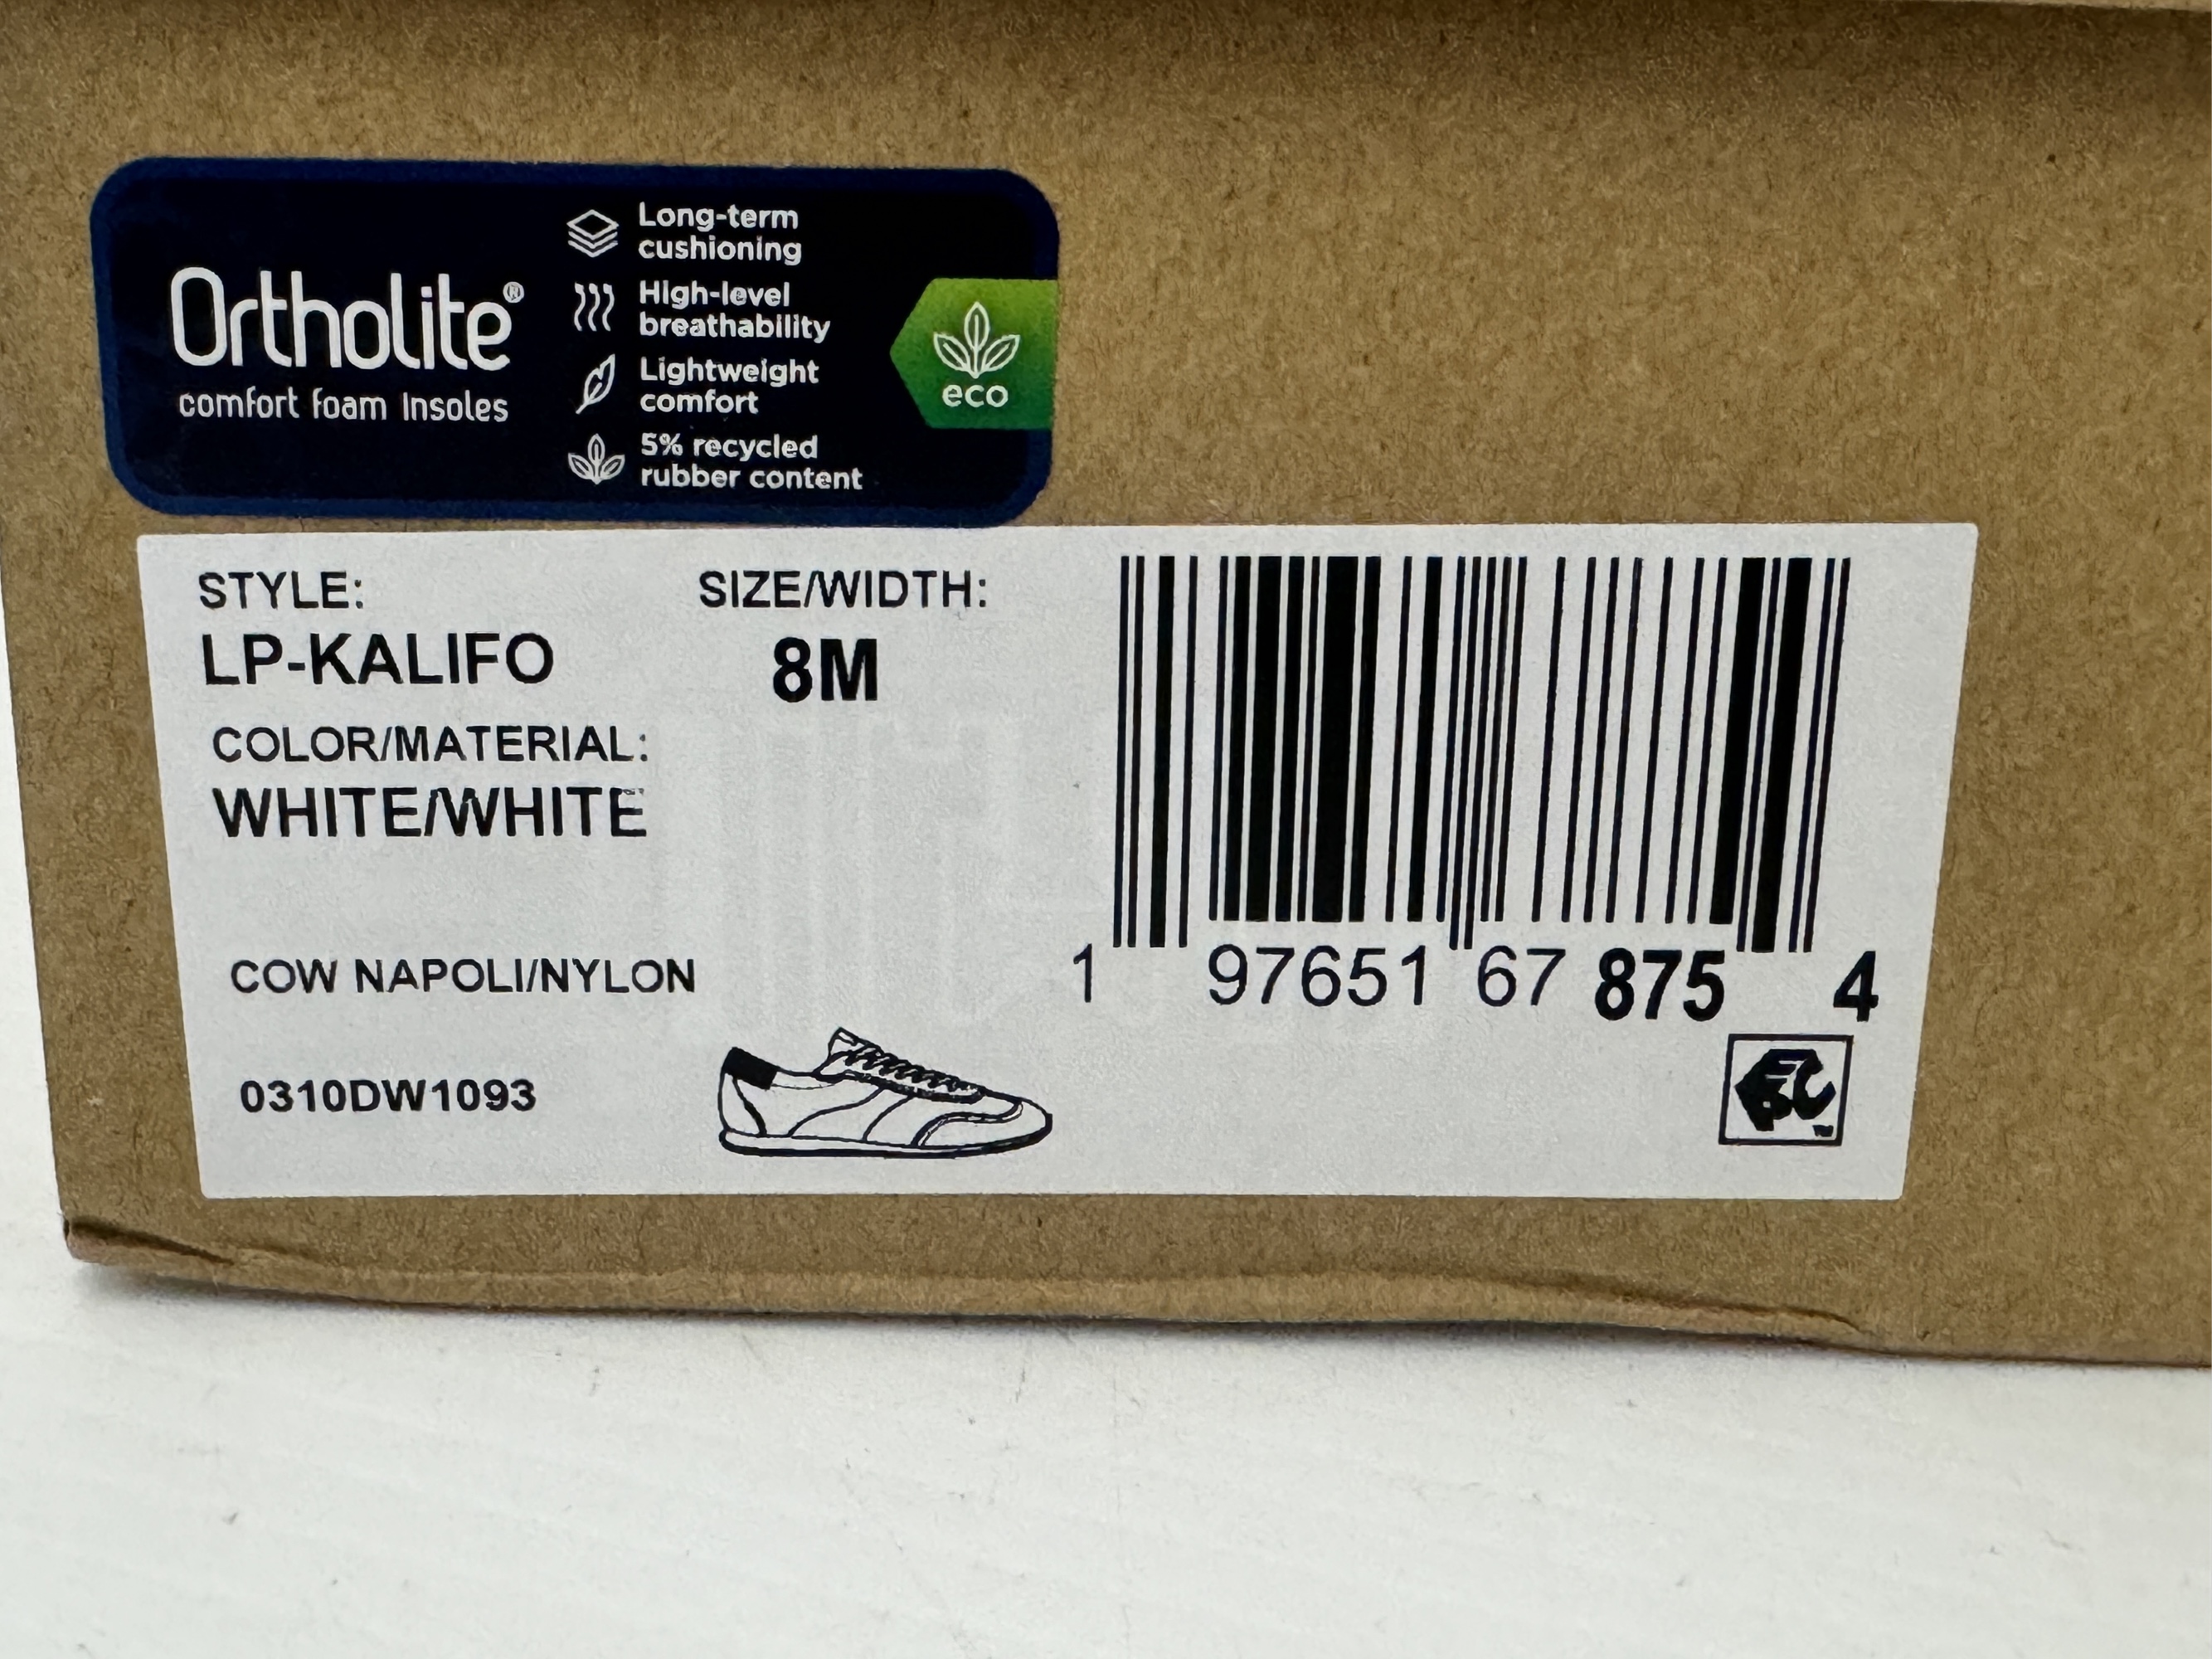 Ortholite®
comfort foam insoles
Long-term
cushioning
High-level
breathability
Lightweight
comfort
5% recycled
rubber content
eco
STYLE:
LP-KALIFO
SIZE/WIDTH:
8M
COLOR/MATERIAL:
WHITE/WHITE
COW NAPOLI/NYLON
0310DW1093
1 97651 67 875 4